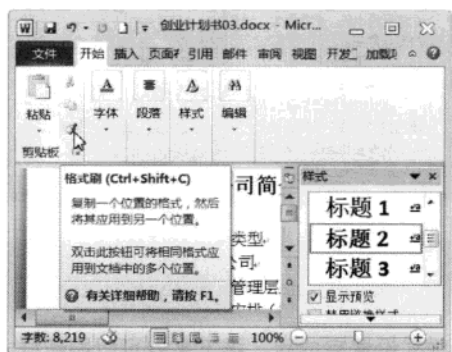 创业计划书03.docx - Micr...
文件 开始 插入 页面 引用 邮件 审阅 视图 开发 加载
粘贴 字体 段落 样式 编辑
剪贴板
格式刷 (Ctrl+Shift+C)
复制一个位置的格式，然后
将其应用到另一个位置。
双击此按钮可将相同格式应
用到文档中的多个位置。
有关详细帮助，请按 F1。
司简
类型
公司
管理层
样式
标题 1
标题 2
标题 3
显示预览
字数: 8,219
100%